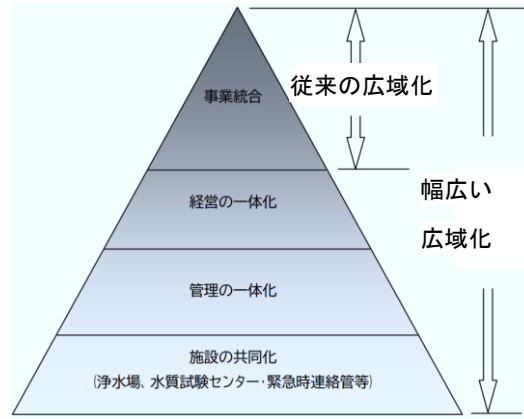 事業統合
従来の広域化
経営の一体化
幅広い
広域化
管理の一体化
施設の共同化
(浄水場、水質試験センター・緊急時連絡管等)